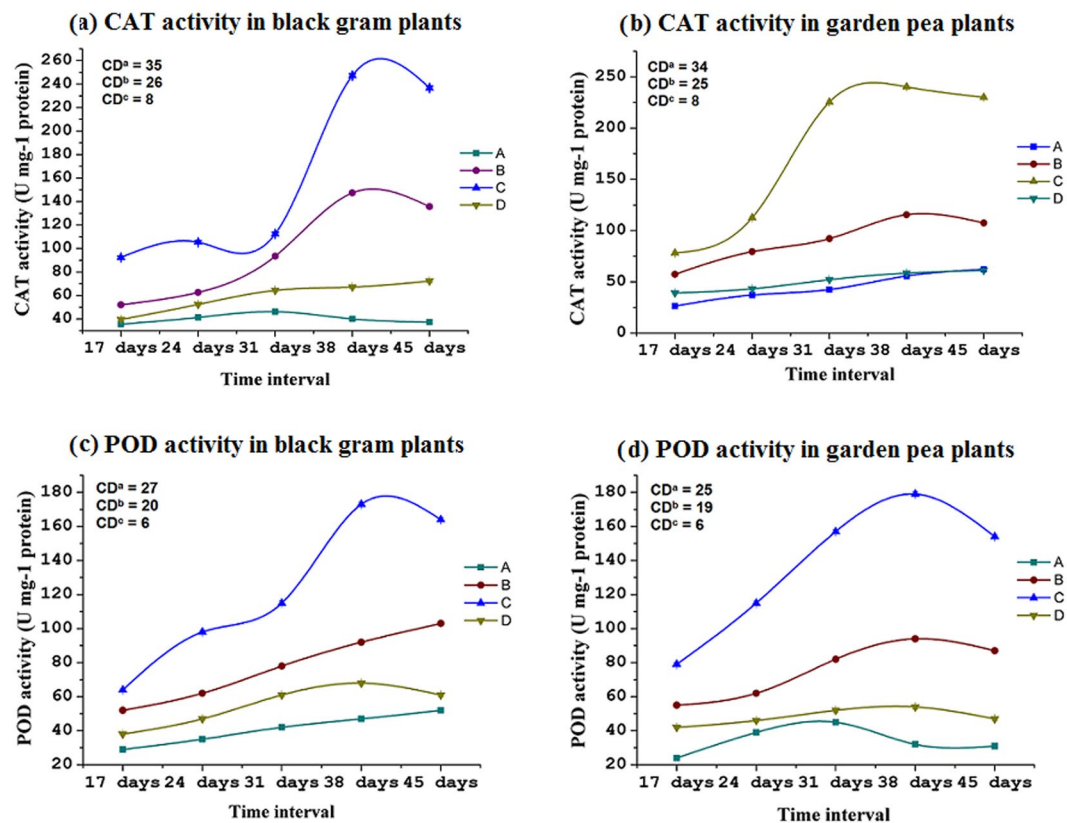 (a) CAT activity in black gram plants
CDᵃ = 35
CDᵇ = 26
CDᶜ = 8
260
240
220
200
180
160
140
120
100
80
60
40
CAT activity (U mg-1 protein)
A
B
C
D
17 days 24 days 31 days 38 days 45 days
Time interval
(b) CAT activity in garden pea plants
CDᵃ = 34
CDᵇ = 25
CDᶜ = 8
250
200
150
100
50
0
CAT activity (U mg-1 protein)
A
B
C
D
17 days 24 days 31 days 38 days 45 days
Time interval
(c) POD activity in black gram plants
CDᵃ = 27
CDᵇ = 20
CDᶜ = 6
180
160
140
120
100
80
60
40
20
POD activity (U mg-1 protein)
A
B
C
D
17 days 24 days 31 days 38 days 45 days
Time interval
(d) POD activity in garden pea plants
CDᵃ = 25
CDᵇ = 19
CDᶜ = 6
180
160
140
120
100
80
60
40
20
POD activity (U mg-1 protein)
A
B
C
D
17 days 24 days 31 days 38 days 45 days
Time interval